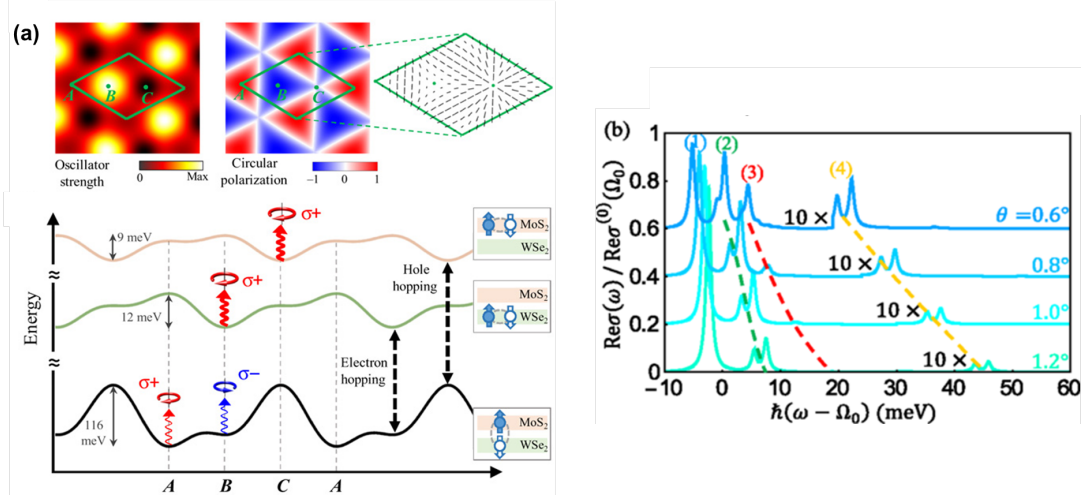 (a)
A
B
C
A
B
C
Oscillator
strength
0
Max
Circular
polarization
−1
0
1
9 meV
σ+
MoS₂
WSe₂
Hole
hopping
12 meV
σ+
MoS₂
WSe₂
Electron
hopping
Energy
σ+
σ−
116
meV
MoS₂
WSe₂
A
B
C
A
(b)
Reσ(ω) / Reσ⁽⁰⁾(Ω₀)
1
0.8
0.6
0.4
0.2
0
(1)
(2)
(3)
(4)
10 ×
θ = 0.6°
10 ×
0.8°
10 ×
1.0°
10 ×
1.2°
−10
0
10
20
30
40
50
60
ħ(ω − Ω₀) (meV)